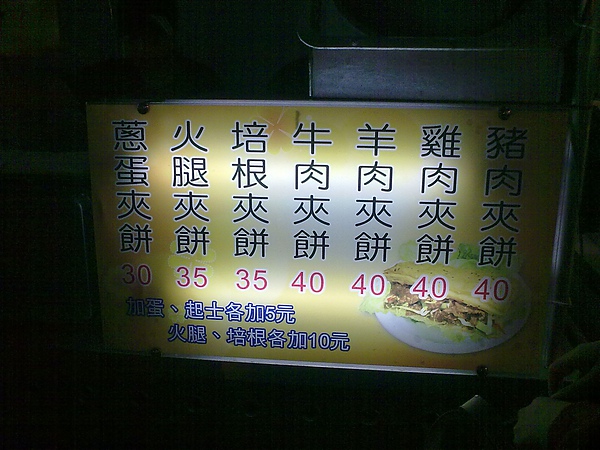 蔥蛋夾餅 30
火腿夾餅 35
培根夾餅 35
牛肉夾餅 40
羊肉夾餅 40
雞肉夾餅 40
豬肉夾餅 40
加蛋、起士各加5元
火腿、培根各加10元